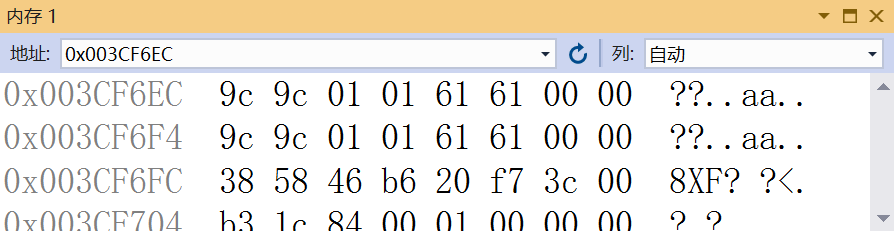 内存 1
地址: 0x003CF6EC 列: 自动
0x003CF6EC 9c 9c 01 01 61 61 00 00 ??..aa..
0x003CF6F4 9c 9c 01 01 61 61 00 00 ??..aa..
0x003CF6FC 38 58 46 b6 20 f7 3c 00 8XF? ?<.
0x003CF704 b3 1c 84 00 01 00 00 00 ? ?